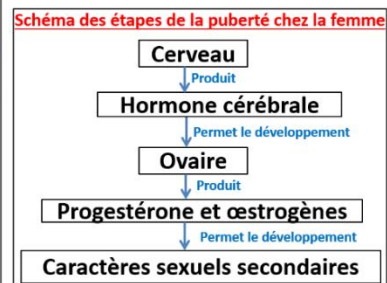 Schéma des étapes de la puberté chez la femme
Cerveau
Produit
Hormone cérébrale
Permet le développement
Ovaire
Produit
Progestérone et œstrogènes
Permet le développement
Caractères sexuels secondaires